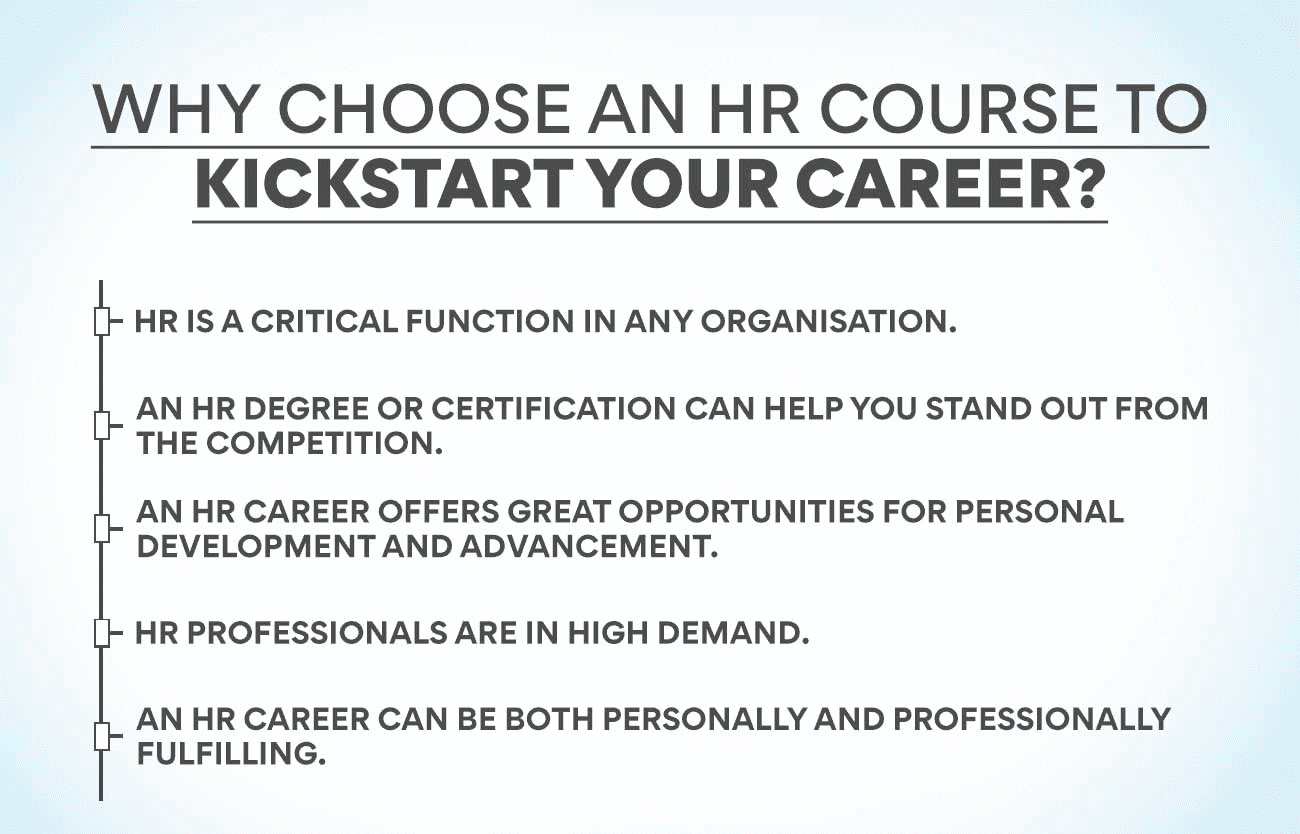 WHY CHOOSE AN HR COURSE TO
KICKSTART YOUR CAREER?
HR IS A CRITICAL FUNCTION IN ANY ORGANISATION.
AN HR DEGREE OR CERTIFICATION CAN HELP YOU STAND OUT FROM
THE COMPETITION.
AN HR CAREER OFFERS GREAT OPPORTUNITIES FOR PERSONAL
DEVELOPMENT AND ADVANCEMENT.
HR PROFESSIONALS ARE IN HIGH DEMAND.
AN HR CAREER CAN BE BOTH PERSONALLY AND PROFESSIONALLY
FULFILLING.